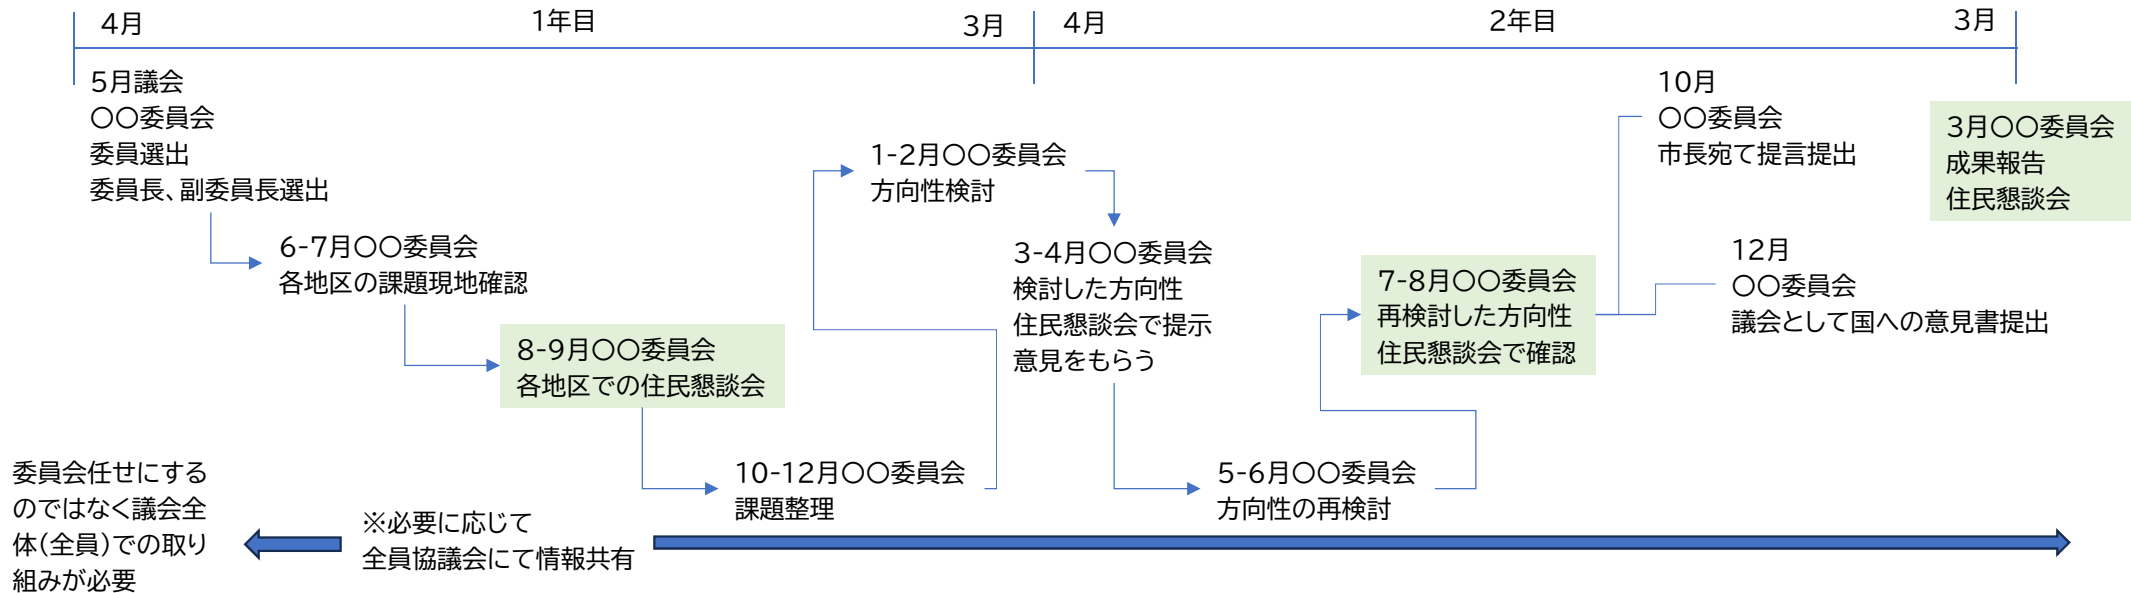 4月
1年目
3月
4月
2年目
3月
5月議会
〇〇委員会
委員選出
委員長、副委員長選出
6-7月〇〇委員会
各地区の課題現地確認
8-9月〇〇委員会
各地区での住民懇談会
10-12月〇〇委員会
課題整理
1-2月〇〇委員会
方向性検討
3-4月〇〇委員会
検討した方向性
住民懇談会で提示
意見をもらう
5-6月〇〇委員会
方向性の再検討
7-8月〇〇委員会
再検討した方向性
住民懇談会で確認
10月
〇〇委員会
市長宛て提言提出
12月
〇〇委員会
議会として国への意見書提出
3月〇〇委員会
成果報告
住民懇談会
委員会任せにする
のではなく議会全
体(全員)での取り
組みが必要
※必要に応じて
全員協議会にて情報共有